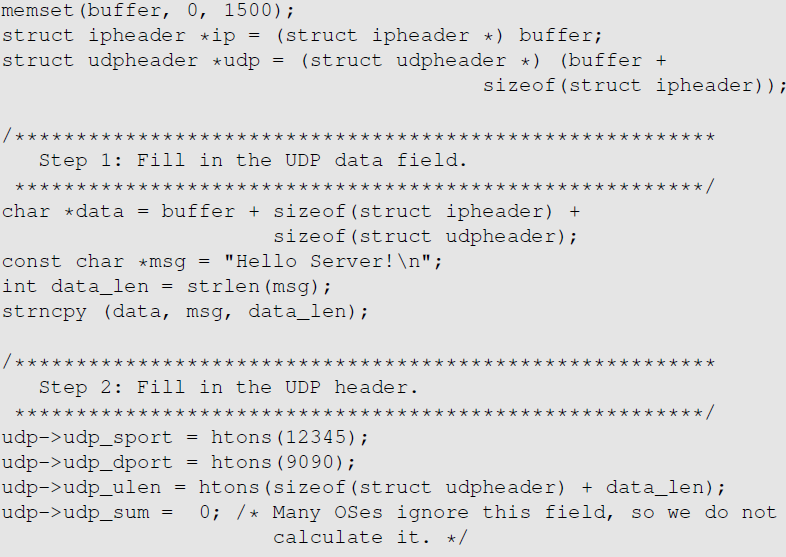 memset(buffer, 0, 1500);
struct ipheader *ip = (struct ipheader *) buffer;
struct udpheader *udp = (struct udpheader *) (buffer +
                                       sizeof(struct ipheader));
/*********************************************************
   Step 1: Fill in the UDP data field.
 ********************************************************/
char *data = buffer + sizeof(struct ipheader) +
                      sizeof(struct udpheader);
const char *msg = "Hello Server!\n";
int data_len = strlen(msg);
strncpy (data, msg, data_len);
/*********************************************************
   Step 2: Fill in the UDP header.
 ********************************************************/
udp->udp_sport = htons(12345);
udp->udp_dport = htons(9090);
udp->udp_ulen = htons(sizeof(struct udpheader) + data_len);
udp->udp_sum =  0; /* Many OSes ignore this field, so we do not
                      calculate it. */